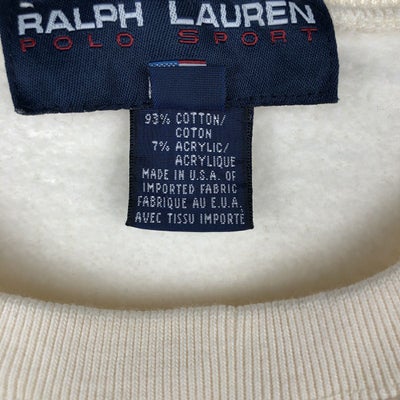 RALPH LAUREN
POLO SPORT
93% COTTON/
COTON
7% ACRYLIC/
ACRYLIQUE
MADE IN U.S.A. OF
IMPORTED FABRIC
FABRIQUE AU E.U.A.
AVEC TISSU IMPORTÈ